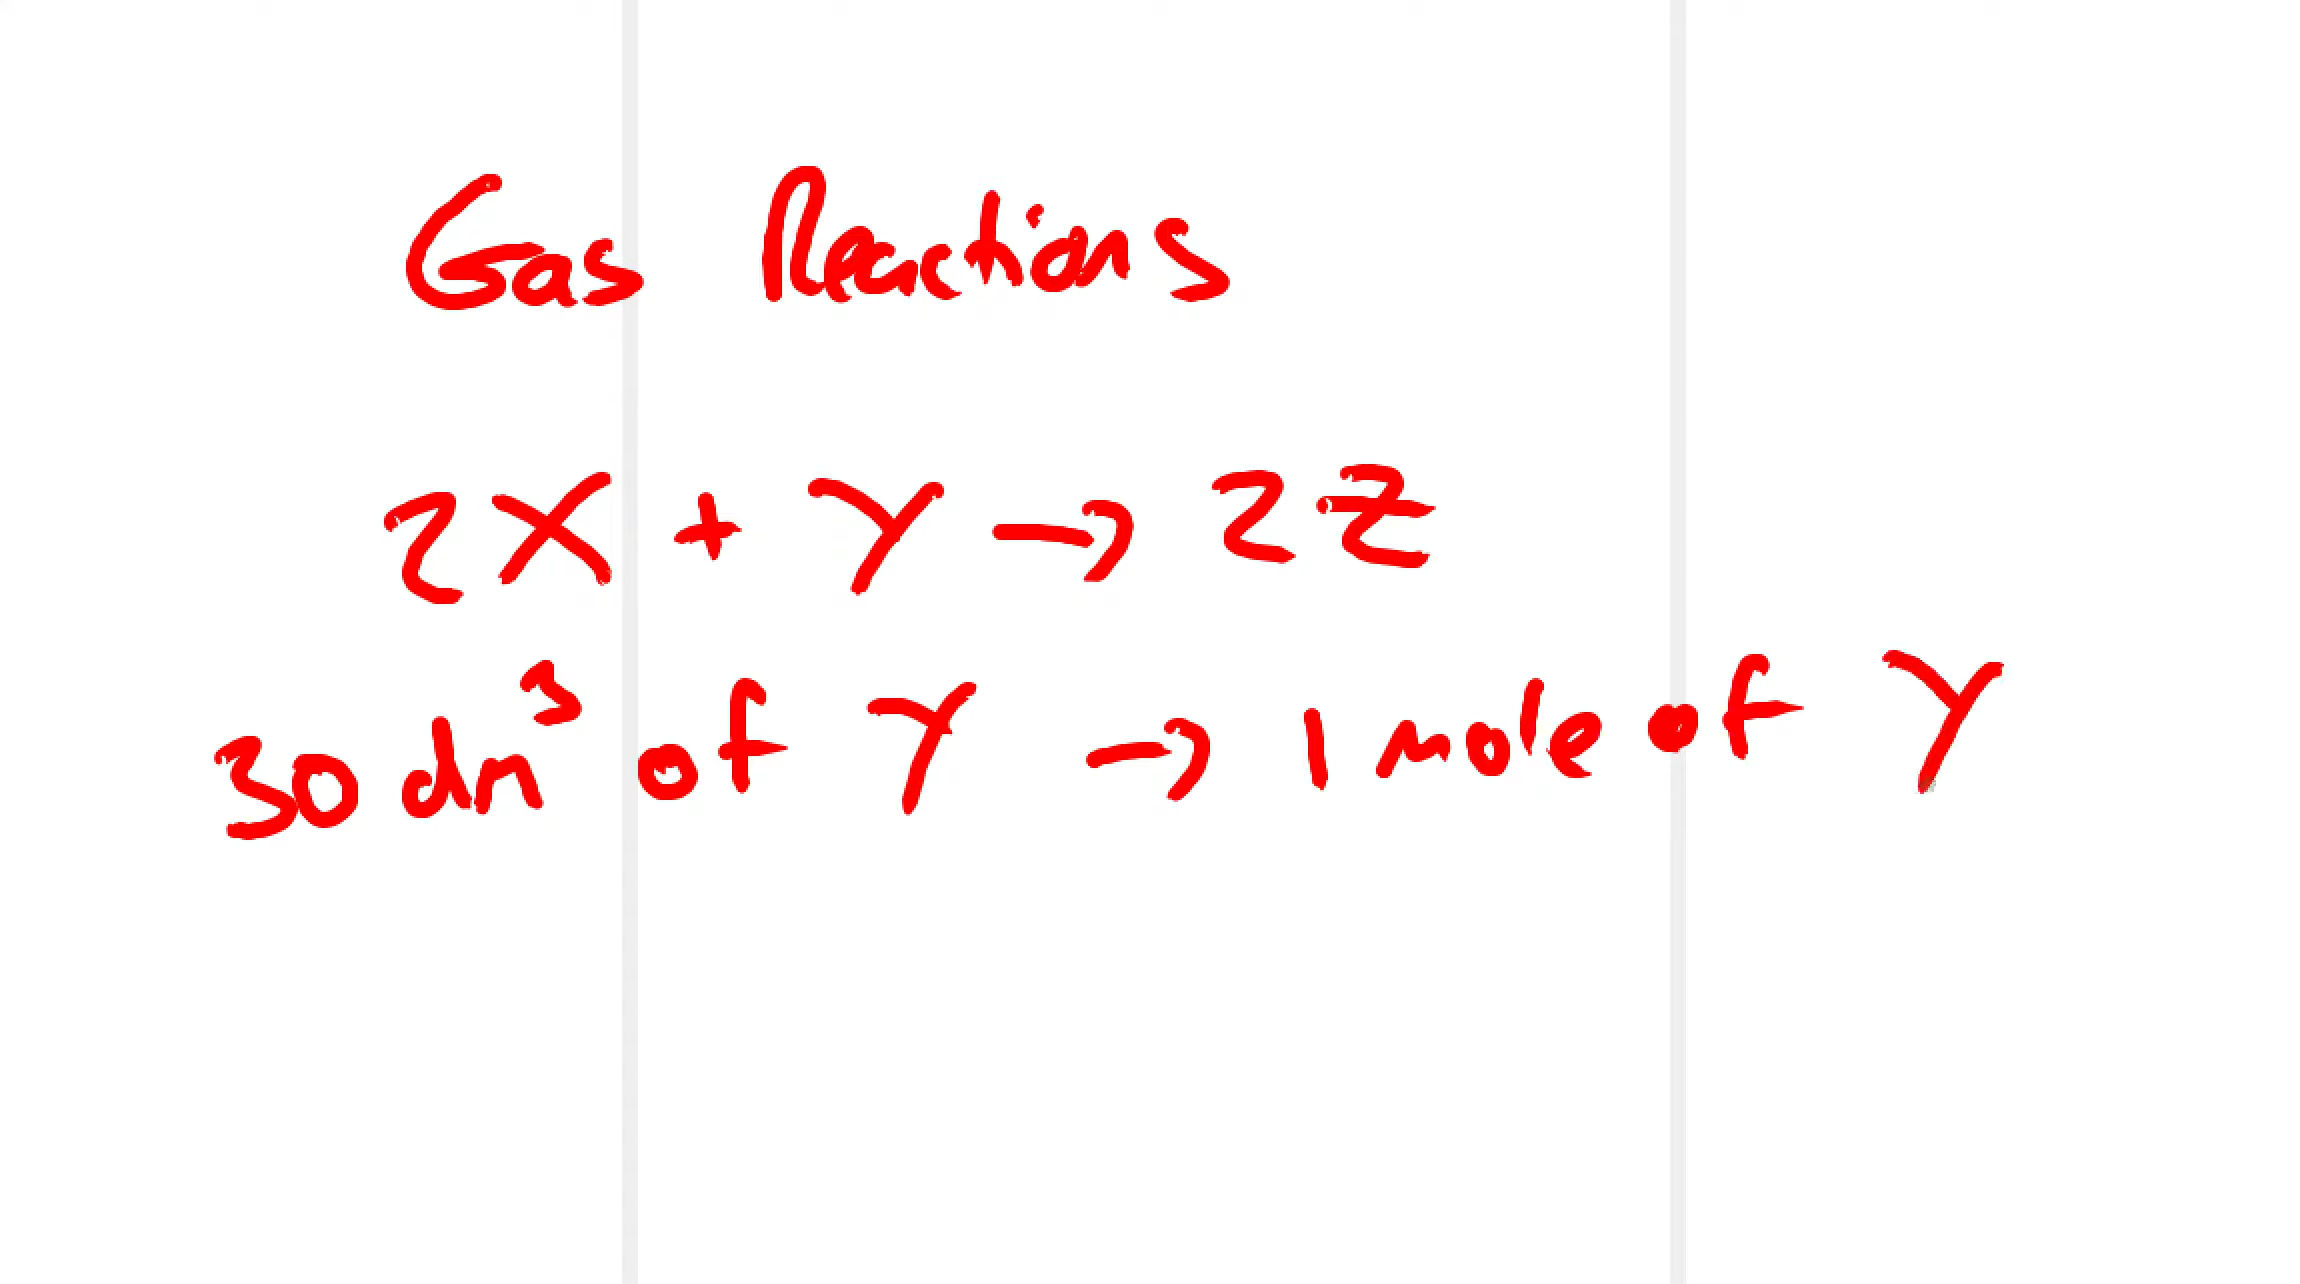 Gas Reactions
2X + Y → 2Z
30 dm³ of Y → 1 mole of Y